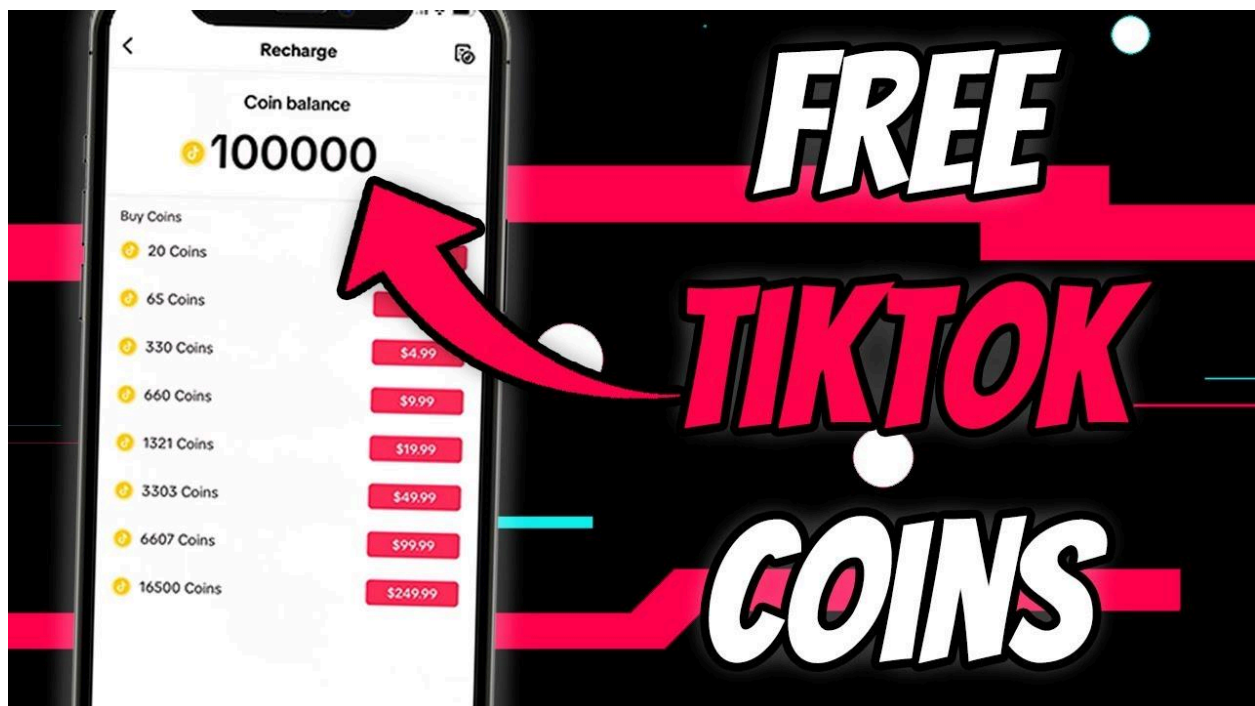 Recharge
Coin balance
100000
Buy Coins
20 Coins
65 Coins
330 Coins
$4.99
660 Coins
$9.99
1321 Coins
$19.99
3303 Coins
$49.99
6607 Coins
$99.99
16500 Coins
$249.99
FREE
TIKTOK
COINS